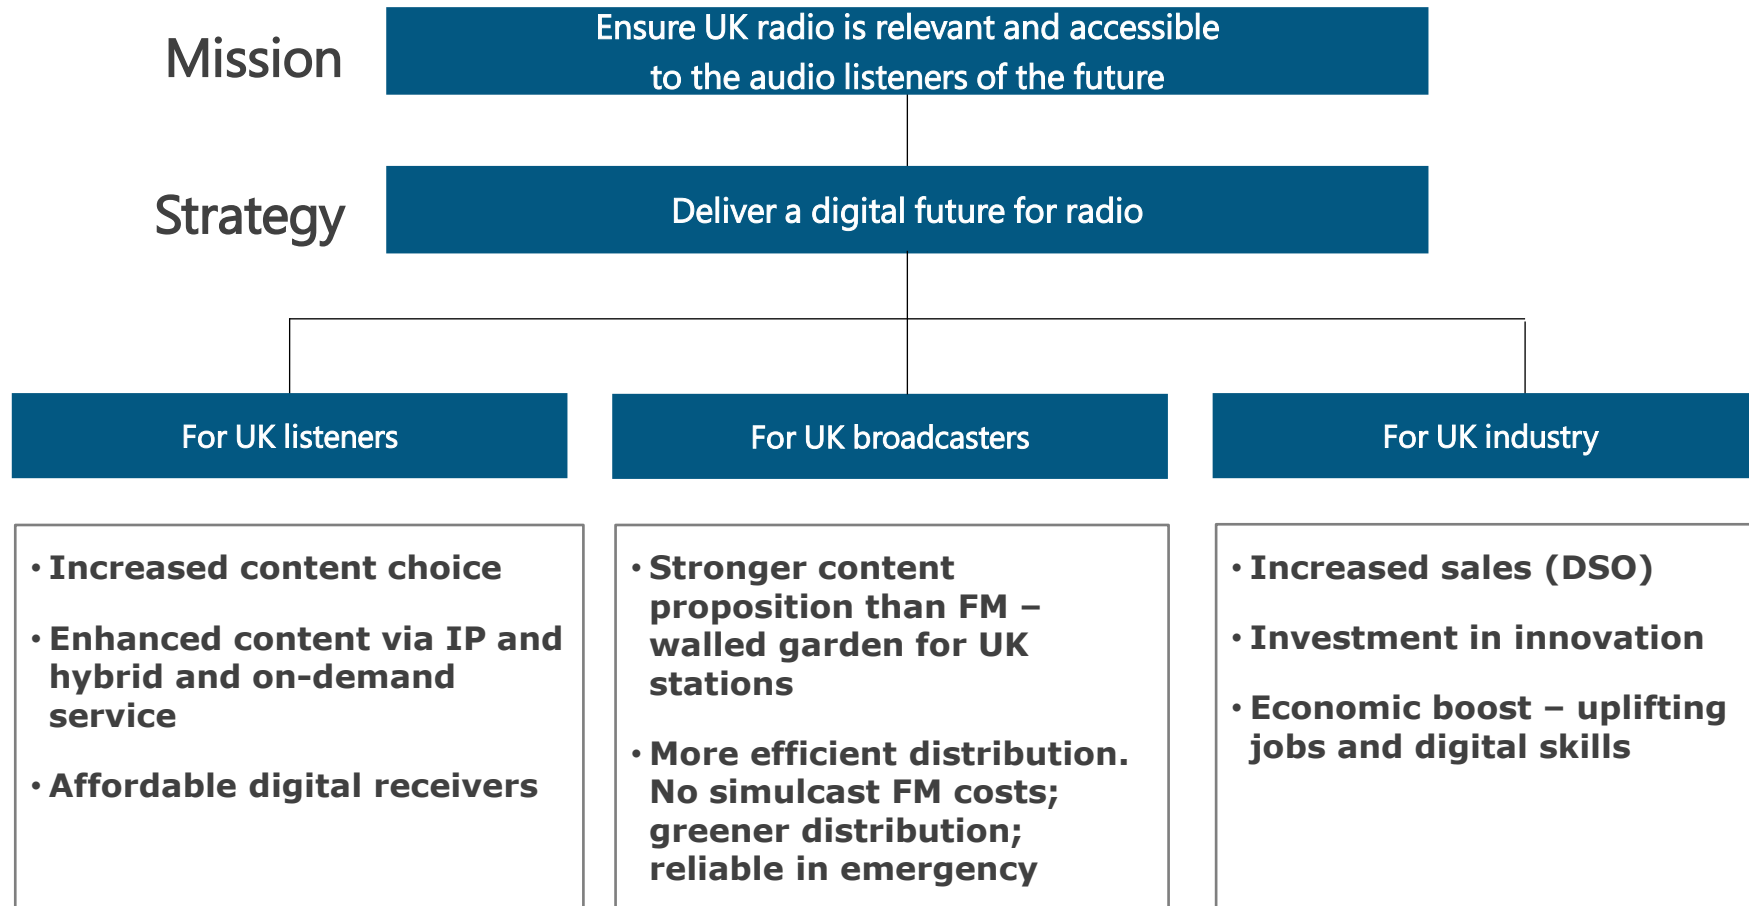 Mission
Ensure UK radio is relevant and accessible
to the audio listeners of the future
Strategy
Deliver a digital future for radio
For UK listeners
• Increased content choice
• Enhanced content via IP and
hybrid and on-demand
service
• Affordable digital receivers
For UK broadcasters
• Stronger content
proposition than FM –
walled garden for UK
stations
• More efficient distribution.
No simulcast FM costs;
greener distribution;
reliable in emergency
For UK industry
• Increased sales (DSO)
• Investment in innovation
• Economic boost – uplifting
jobs and digital skills